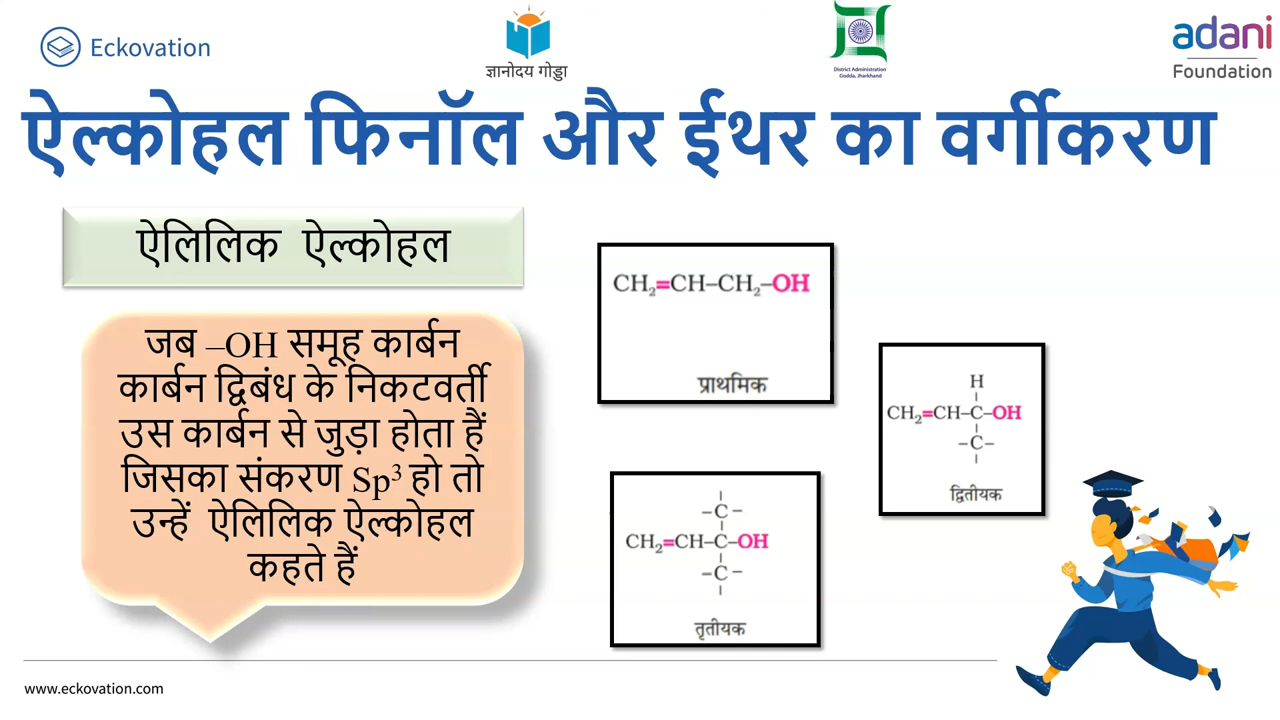 Eckovation
ज्ञानोदय गोड्डा
District Administration
Godda, Jharkhand
adani
Foundation
ऐल्कोहल फिनॉल और ईथर का वर्गीकरण
ऐलिलिक ऐल्कोहल
जब –OH समूह कार्बन
कार्बन द्विबंध के निकटवर्ती
उस कार्बन से जुड़ा होता हैं
जिसका संकरण Sp³ हो तो
उन्हें ऐलिलिक ऐल्कोहल
कहते हैं
CH₂=CH–CH₂–OH
प्राथमिक
H
CH₂=CH–C–OH
–C–
द्वितीयक
–C–
CH₂=CH–C–OH
–C–
तृतीयक
www.eckovation.com